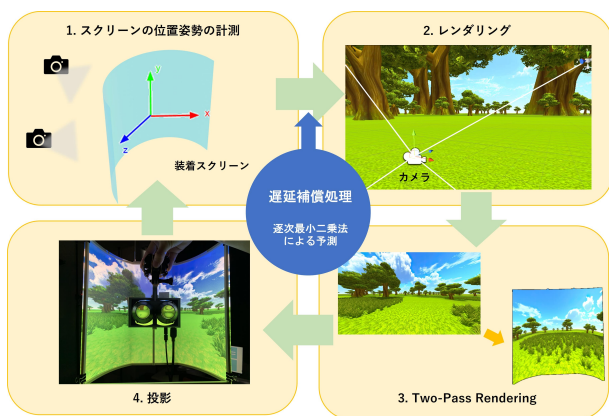 1. スクリーンの位置姿勢の計測
y
x
z
装着スクリーン
2. レンダリング
カメラ
遅延補償処理
逐次最小二乗法
による予測
4. 投影
3. Two-Pass Rendering